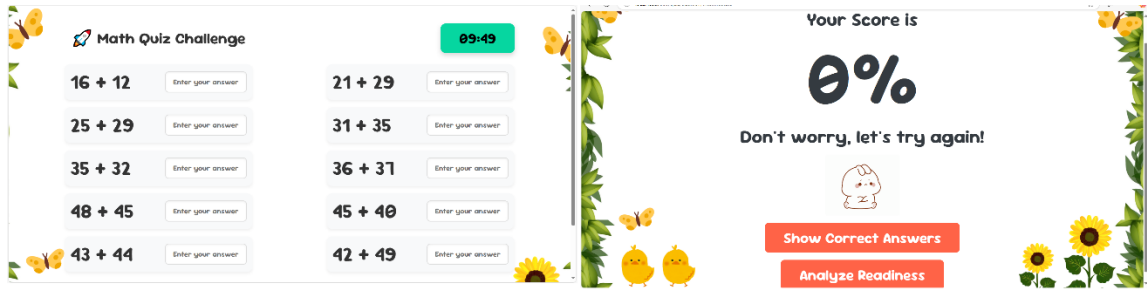 🚀 Math Quiz Challenge
09:49
16 + 12 Enter your answer
21 + 29 Enter your answer
25 + 29 Enter your answer
31 + 35 Enter your answer
35 + 32 Enter your answer
36 + 37 Enter your answer
48 + 45 Enter your answer
45 + 40 Enter your answer
43 + 44 Enter your answer
42 + 49 Enter your answer
Your Score is
0%
Don't worry, let's try again!
Show Correct Answers
Analyze Readiness